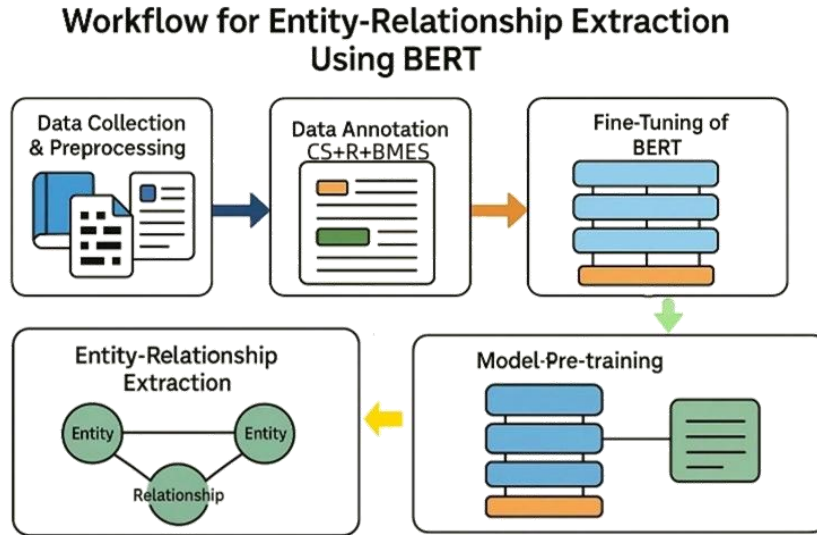 Workflow for Entity-Relationship Extraction
Using BERT
Data Collection
& Preprocessing
Data Annotation
CS+R+BMES
Fine-Tuning of
BERT
Entity-Relationship
Extraction
Entity
Entity
Relationship
Model-Pre-training